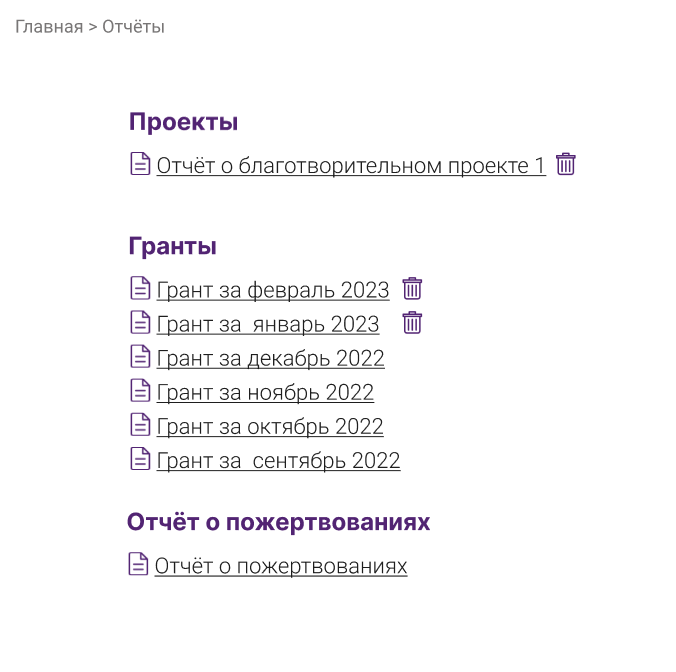 Главная > Отчёты
Проекты
Отчёт о благотворительном проекте 1
Гранты
Грант за февраль 2023
Грант за  январь 2023
Грант за декабрь 2022
Грант за ноябрь 2022
Грант за октябрь 2022
Грант за  сентябрь 2022
Отчёт о пожертвованиях
Отчёт о пожертвованиях